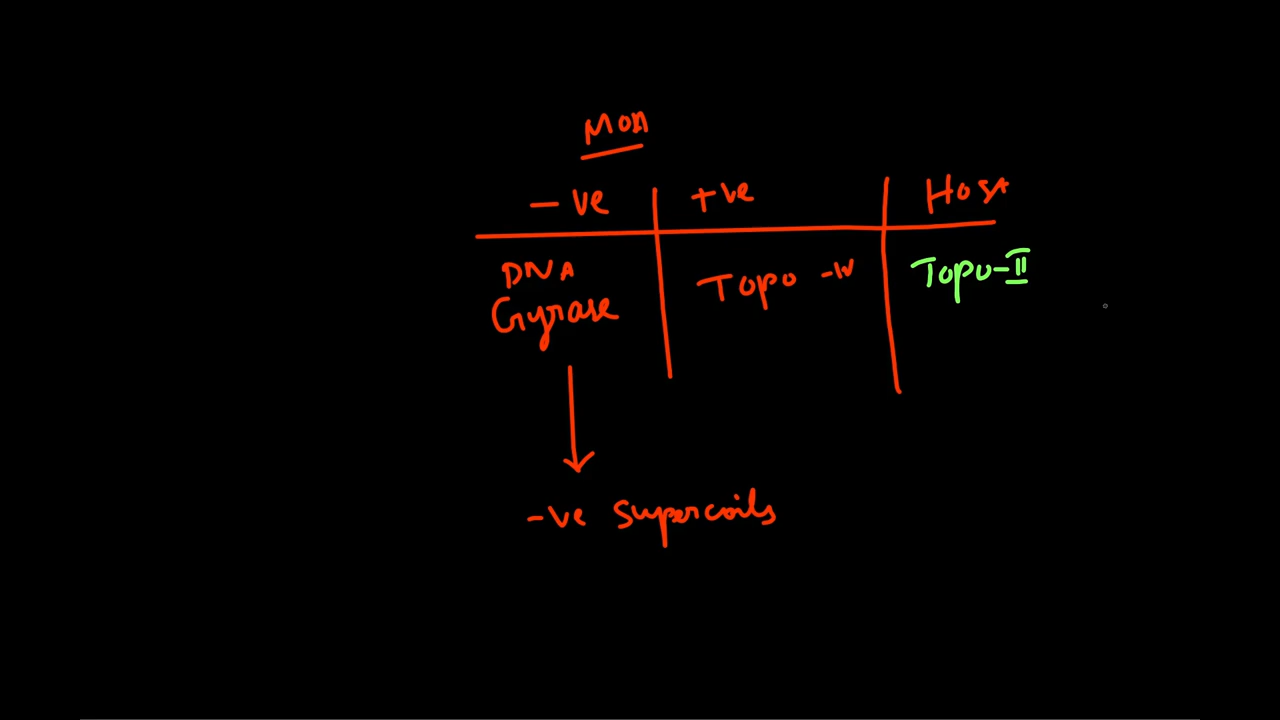 MOA
-ve +ve Host
DNA Topo-IV Topo-II
Gyrase
-ve supercoils